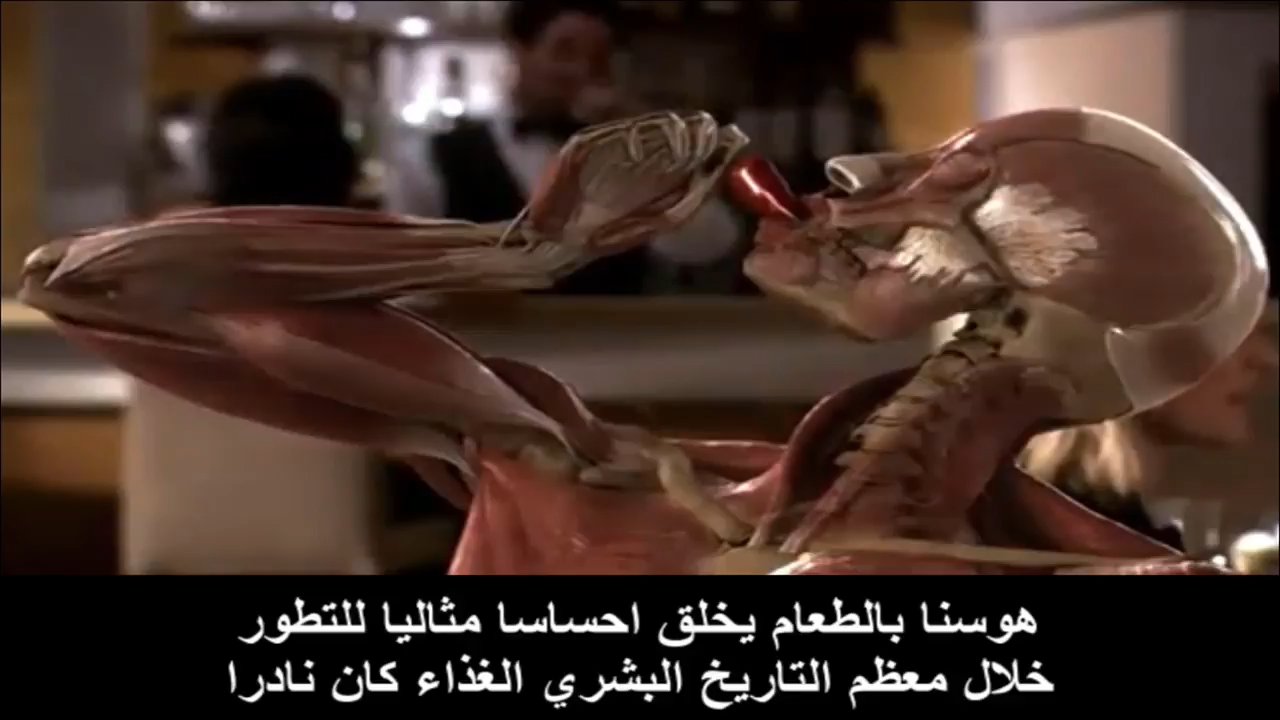 هوسنا بالطعام يخلق احساسا مثاليا للتطور
خلال معظم التاريخ البشري الغذاء كان نادرا